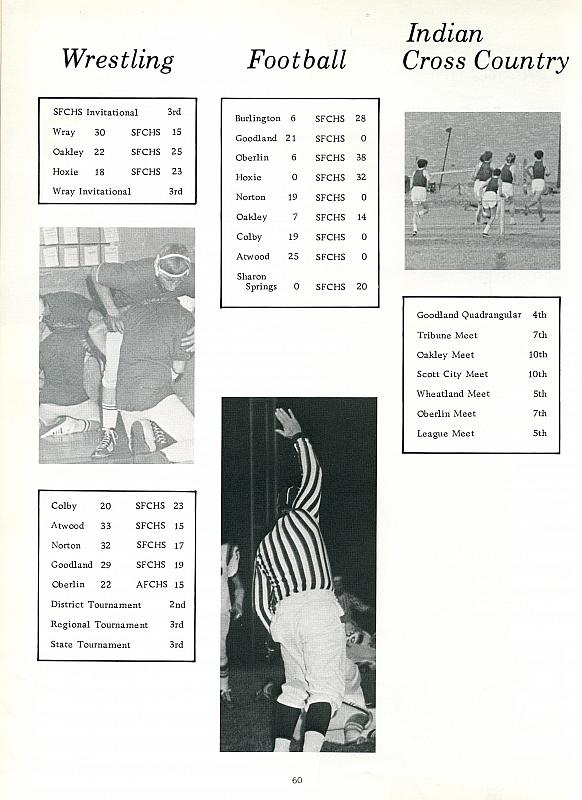 Wrestling
SFCHS Invitational 3rd
Wray 30 SFCHS 15
Oakley 22 SFCHS 25
Hoxie 18 SFCHS 23
Wray Invitational 3rd
Colby 20 SFCHS 23
Atwood 33 SFCHS 15
Norton 32 SFCHS 17
Goodland 29 SFCHS 19
Oberlin 22 AFCHS 15
District Tournament 2nd
Regional Tournament 3rd
State Tournament 3rd
Football
Burlington 6 SFCHS 28
Goodland 21 SFCHS 0
Oberlin 6 SFCHS 38
Hoxie 0 SFCHS 32
Norton 19 SFCHS 0
Oakley 7 SFCHS 14
Colby 19 SFCHS 0
Atwood 25 SFCHS 0
Sharon
Springs 0 SFCHS 20
Indian
Cross Country
Goodland Quadrangular 4th
Tribune Meet 7th
Oakley Meet 10th
Scott City Meet 10th
Wheatland Meet 5th
Oberlin Meet 7th
League Meet 5th
60